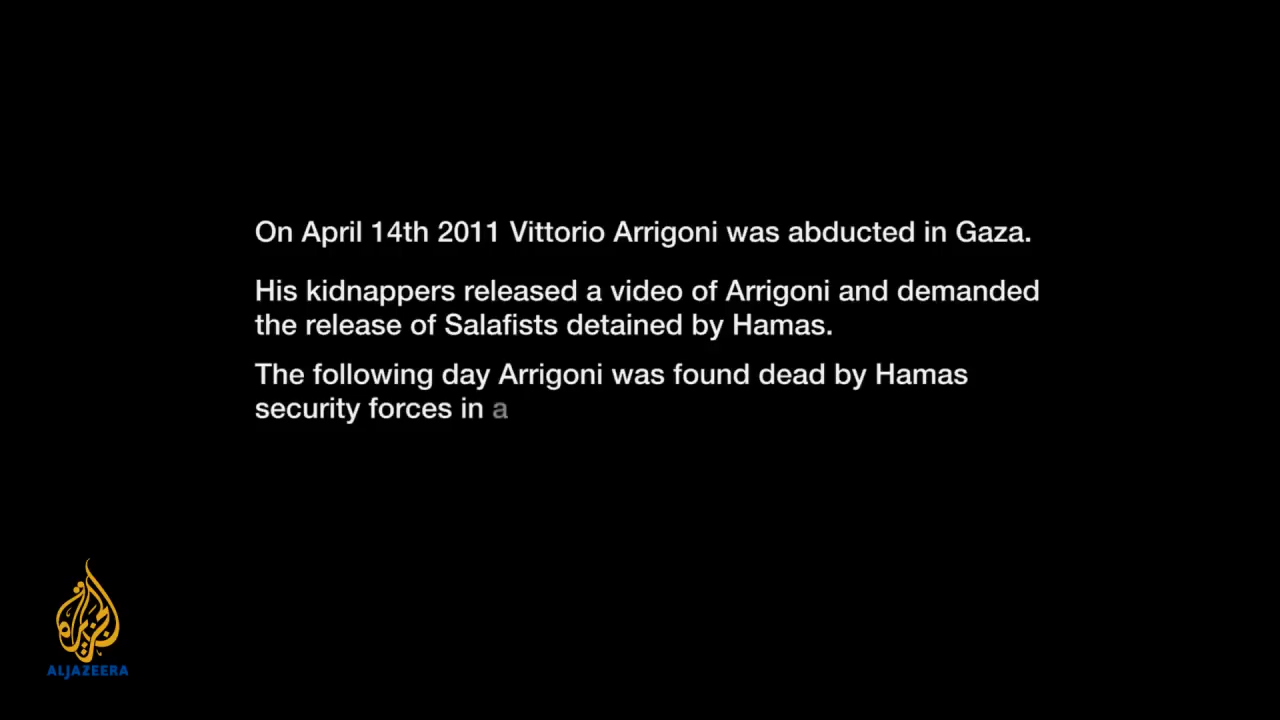 On April 14th 2011 Vittorio Arrigoni was abducted in Gaza.
His kidnappers released a video of Arrigoni and demanded
the release of Salafists detained by Hamas.
The following day Arrigoni was found dead by Hamas
security forces in a
الجزيرة
ALJAZEERA